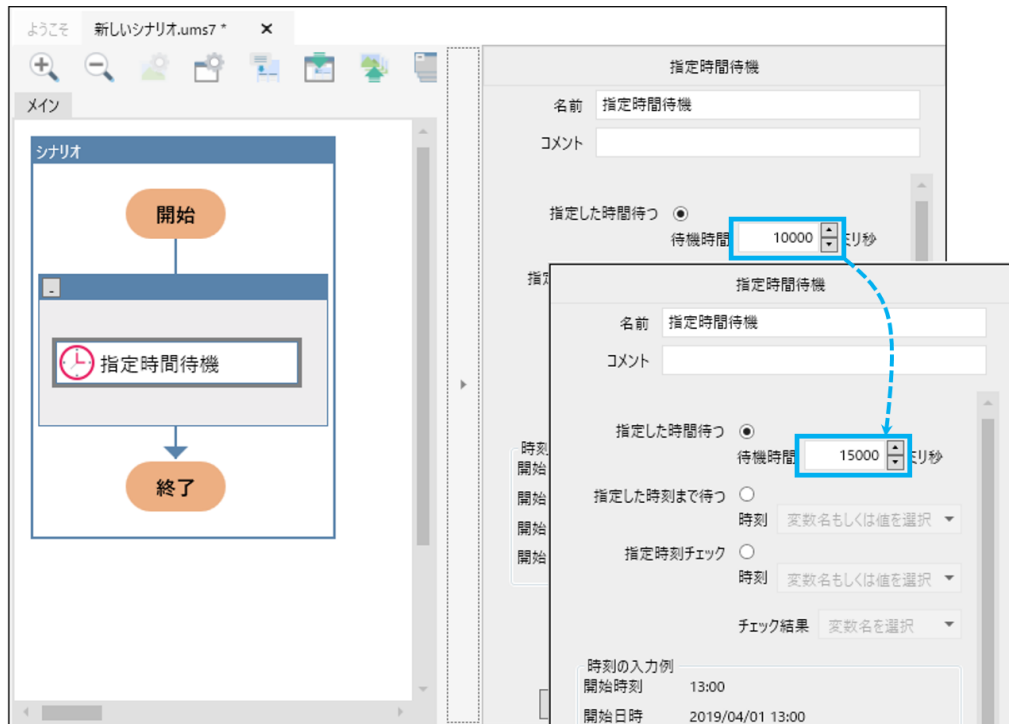 ようこそ
新しいシナリオ.ums7 *
メイン
シナリオ
開始
指定時間待機
終了
指定時間待機
名前 指定時間待機
コメント
指定した時間待つ
待機時間 10000 ミリ秒
時刻
開始
開始
開始
開始
指定時間待機
名前 指定時間待機
コメント
指定した時間待つ
待機時間 15000 ミリ秒
指定した時刻まで待つ
時刻 変数名もしくは値を選択
指定時刻チェック
時刻 変数名もしくは値を選択
チェック結果 変数名を選択
時刻の入力例
開始時刻 13:00
開始日時 2019/04/01 13:00